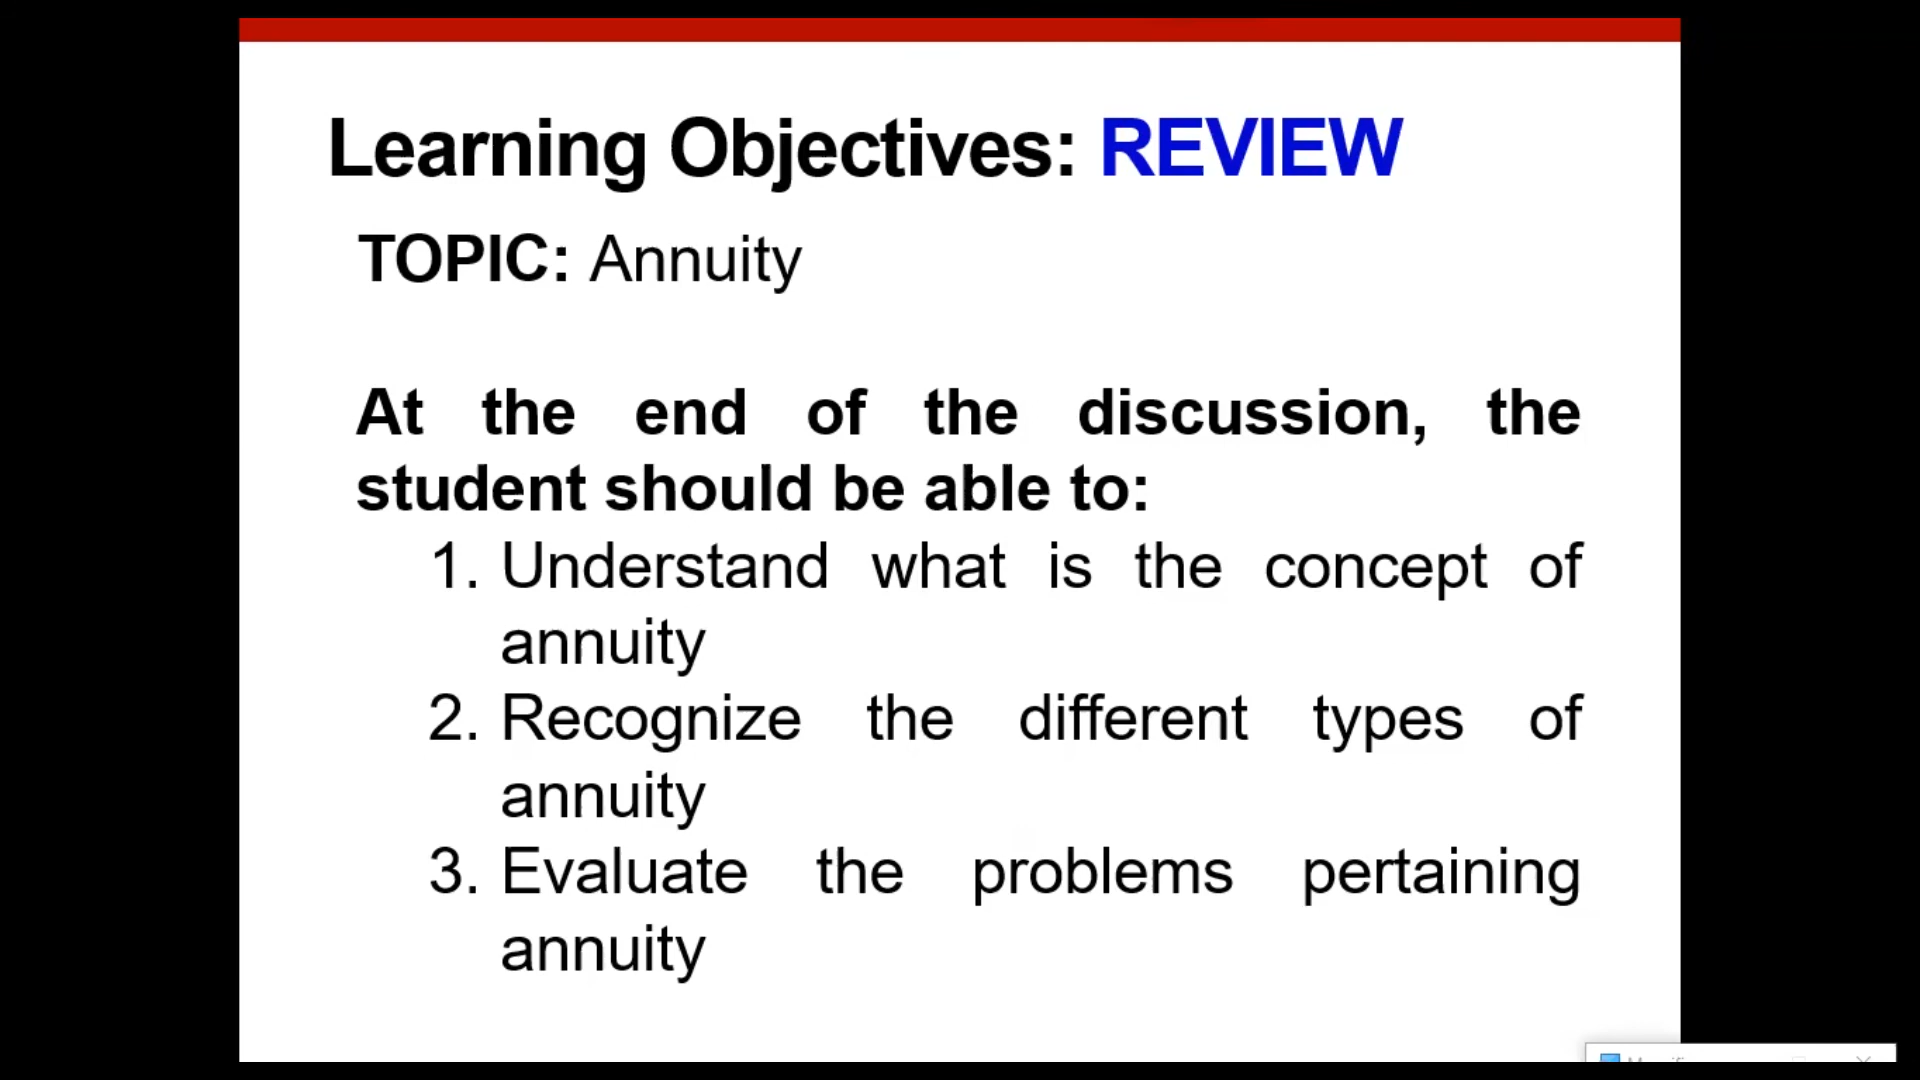 Learning Objectives: REVIEW
TOPIC: Annuity
At the end of the discussion, the
student should be able to:
1. Understand what is the concept of
annuity
2. Recognize the different types of
annuity
3. Evaluate the problems pertaining
annuity